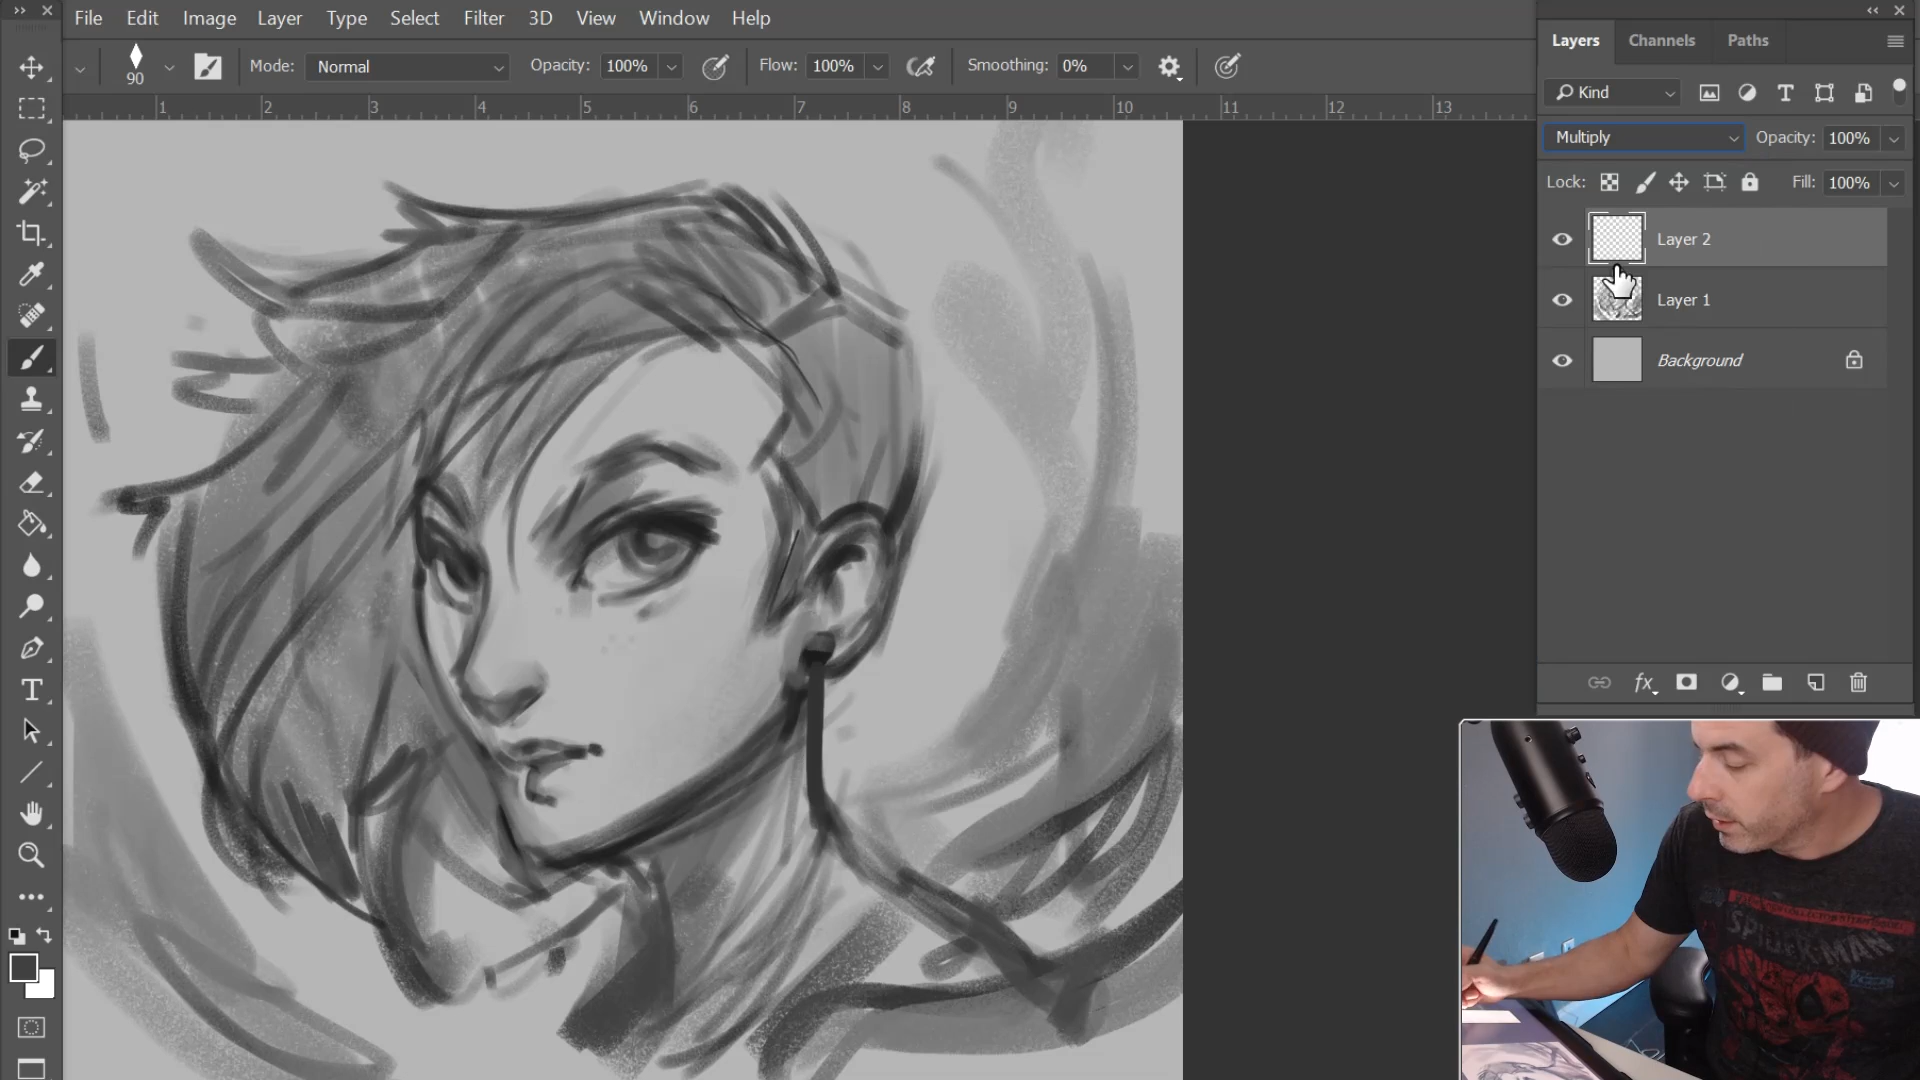 File Edit Image Layer Type Select Filter 3D View Window Help
90 Mode: Normal Opacity: 100% Flow: 100% Smoothing: 0%
1 2 3 4 5 6 7 8 9 10 11 12 13
Layers Channels Paths
Kind
Multiply Opacity: 100%
Lock: Fill: 100%
Layer 2
Layer 1
Background
fx
SPIDER-MAN